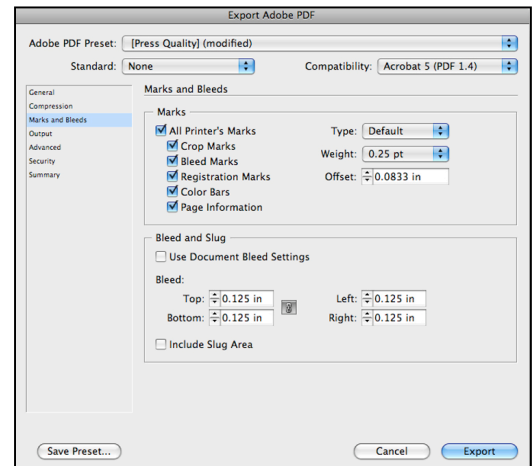 Export Adobe PDF
Adobe PDF Preset: [Press Quality] (modified)
Standard: None Compatibility: Acrobat 5 (PDF 1.4)
General
Compression
Marks and Bleeds
Output
Advanced
Security
Summary
Marks and Bleeds
Marks
All Printer's Marks Type: Default
Crop Marks Weight: 0.25 pt
Bleed Marks
Registration Marks Offset: 0.0833 in
Color Bars
Page Information
Bleed and Slug
Use Document Bleed Settings
Bleed:
Top: 0.125 in Left: 0.125 in
Bottom: 0.125 in Right: 0.125 in
Include Slug Area
Save Preset... Cancel Export